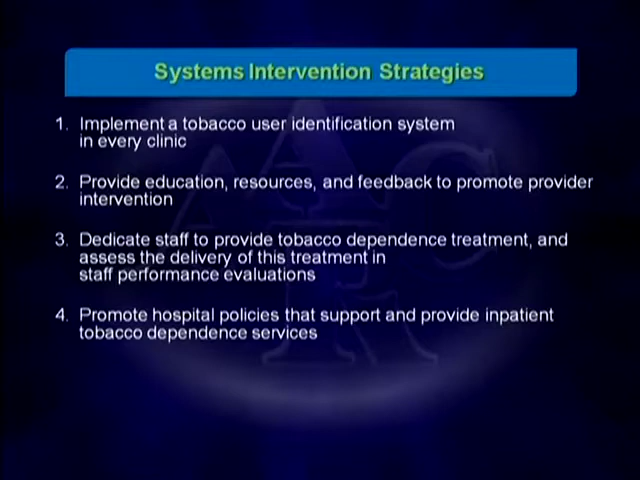 Systems Intervention Strategies
1. Implement a tobacco user identification system
in every clinic
2. Provide education, resources, and feedback to promote provider
intervention
3. Dedicate staff to provide tobacco dependence treatment, and
assess the delivery of this treatment in
staff performance evaluations
4. Promote hospital policies that support and provide inpatient
tobacco dependence services